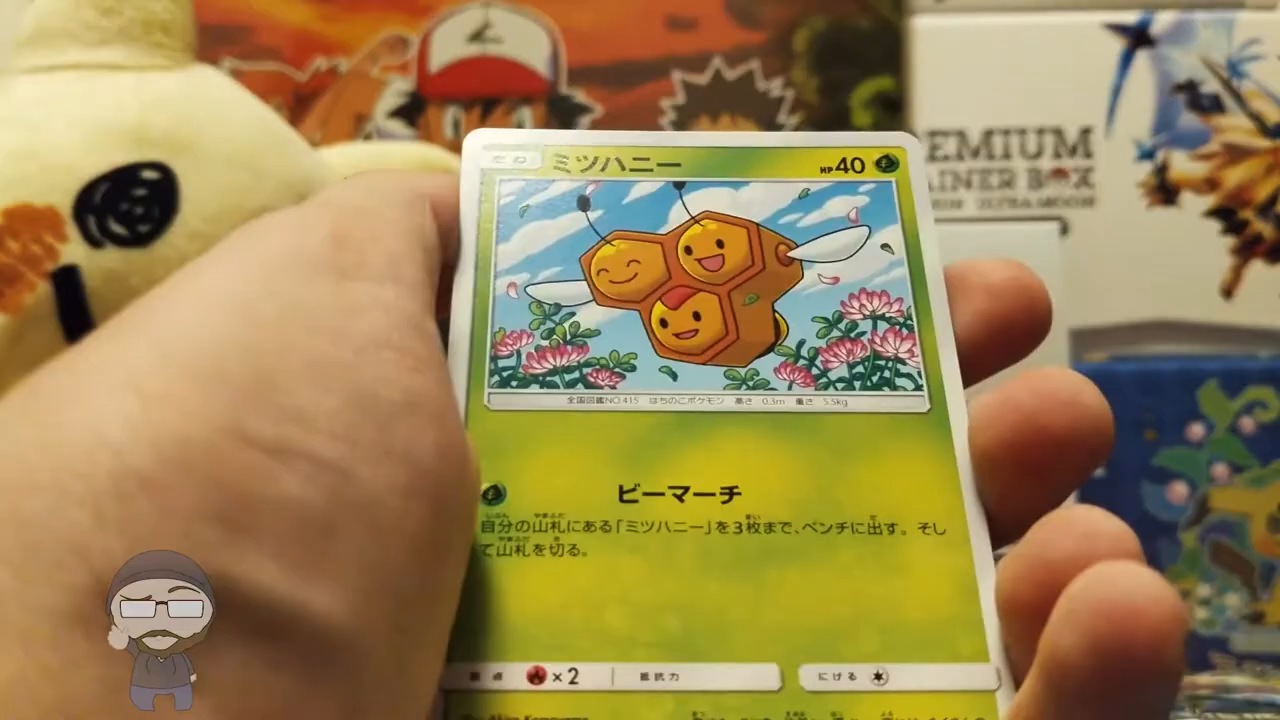 たね ミツハニー HP40
全国図鑑NO.415 はちのこポケモン 高さ 0.3m 重さ 5.5kg
ビーマーチ
自分の山札にある「ミツハニー」を3枚まで、ベンチに出す。そし
て山札を切る。
弱点 ×2 抵抗力 にげる
EMIUM
AINER BOX
ULTRA MOON